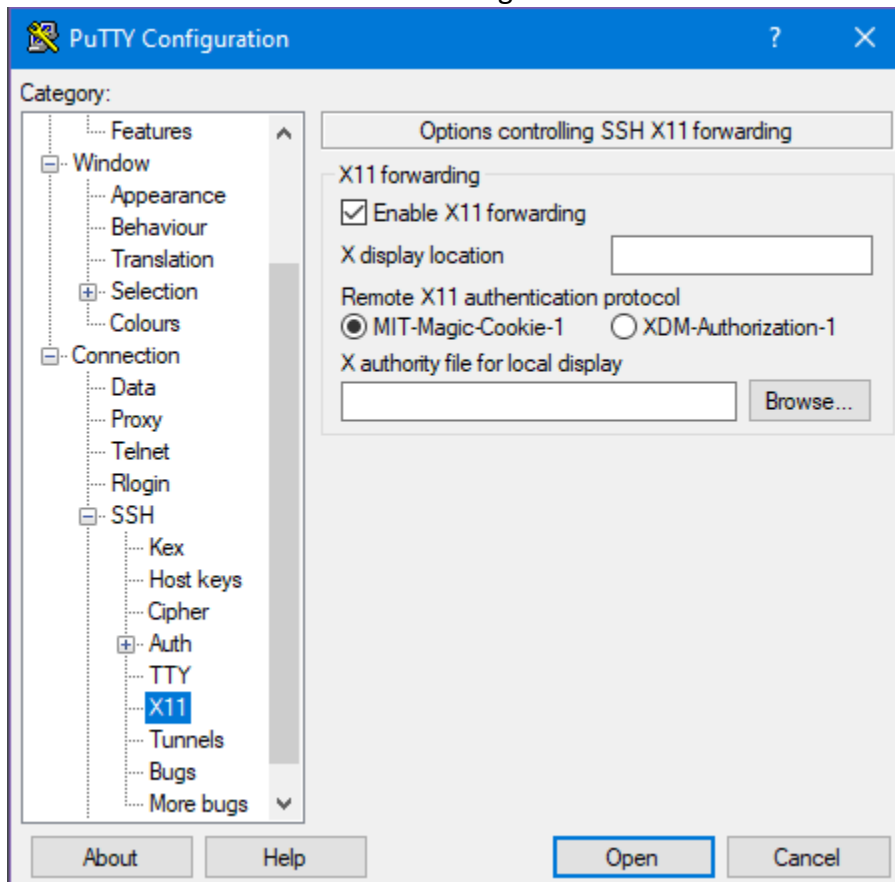 PuTTY Configuration
?
Category:
Features
Window
Appearance
Behaviour
Translation
Selection
Colours
Connection
Data
Proxy
Telnet
Rlogin
SSH
Kex
Host keys
Cipher
Auth
TTY
X11
Tunnels
Bugs
More bugs
Options controlling SSH X11 forwarding
X11 forwarding
Enable X11 forwarding
X display location
Remote X11 authentication protocol
MIT-Magic-Cookie-1 XDM-Authorization-1
X authority file for local display
Browse...
About Help Open Cancel